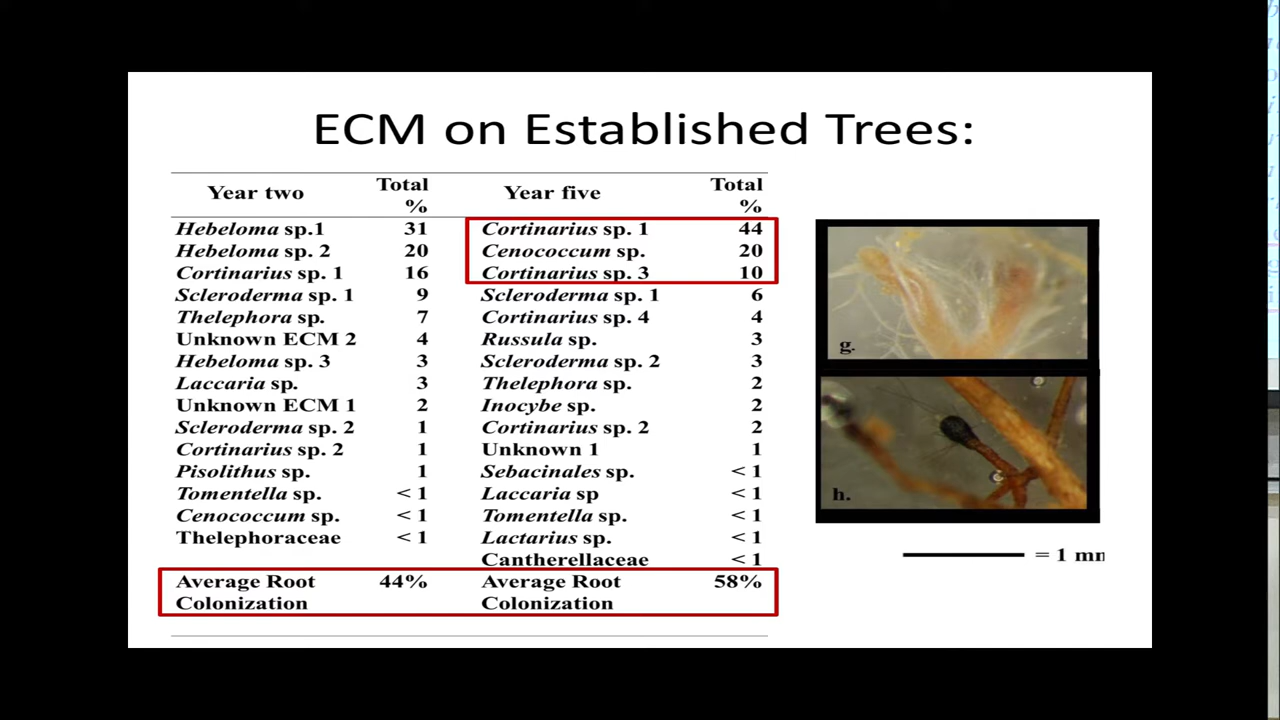 ECM on Established Trees:
Year two Total % Year five Total %
Hebeloma sp.1 31 Cortinarius sp. 1 44
Hebeloma sp. 2 20 Cenococcum sp. 20
Cortinarius sp. 1 16 Cortinarius sp. 3 10
Scleroderma sp. 1 9 Scleroderma sp. 1 6
Thelephora sp. 7 Cortinarius sp. 4 4
Unknown ECM 2 4 Russula sp. 3
Hebeloma sp. 3 3 Scleroderma sp. 2 3
Laccaria sp. 3 Thelephora sp. 2
Unknown ECM 1 2 Inocybe sp. 2
Scleroderma sp. 2 1 Cortinarius sp. 2 2
Cortinarius sp. 2 1 Unknown 1 1
Pisolithus sp. 1 Sebacinales sp. < 1
Tomentella sp. < 1 Laccaria sp < 1
Cenococcum sp. < 1 Tomentella sp. < 1
Thelephoraceae < 1 Lactarius sp. < 1
Cantherellaceae < 1
Average Root 44% Average Root 58%
Colonization Colonization
g.
h.
= 1